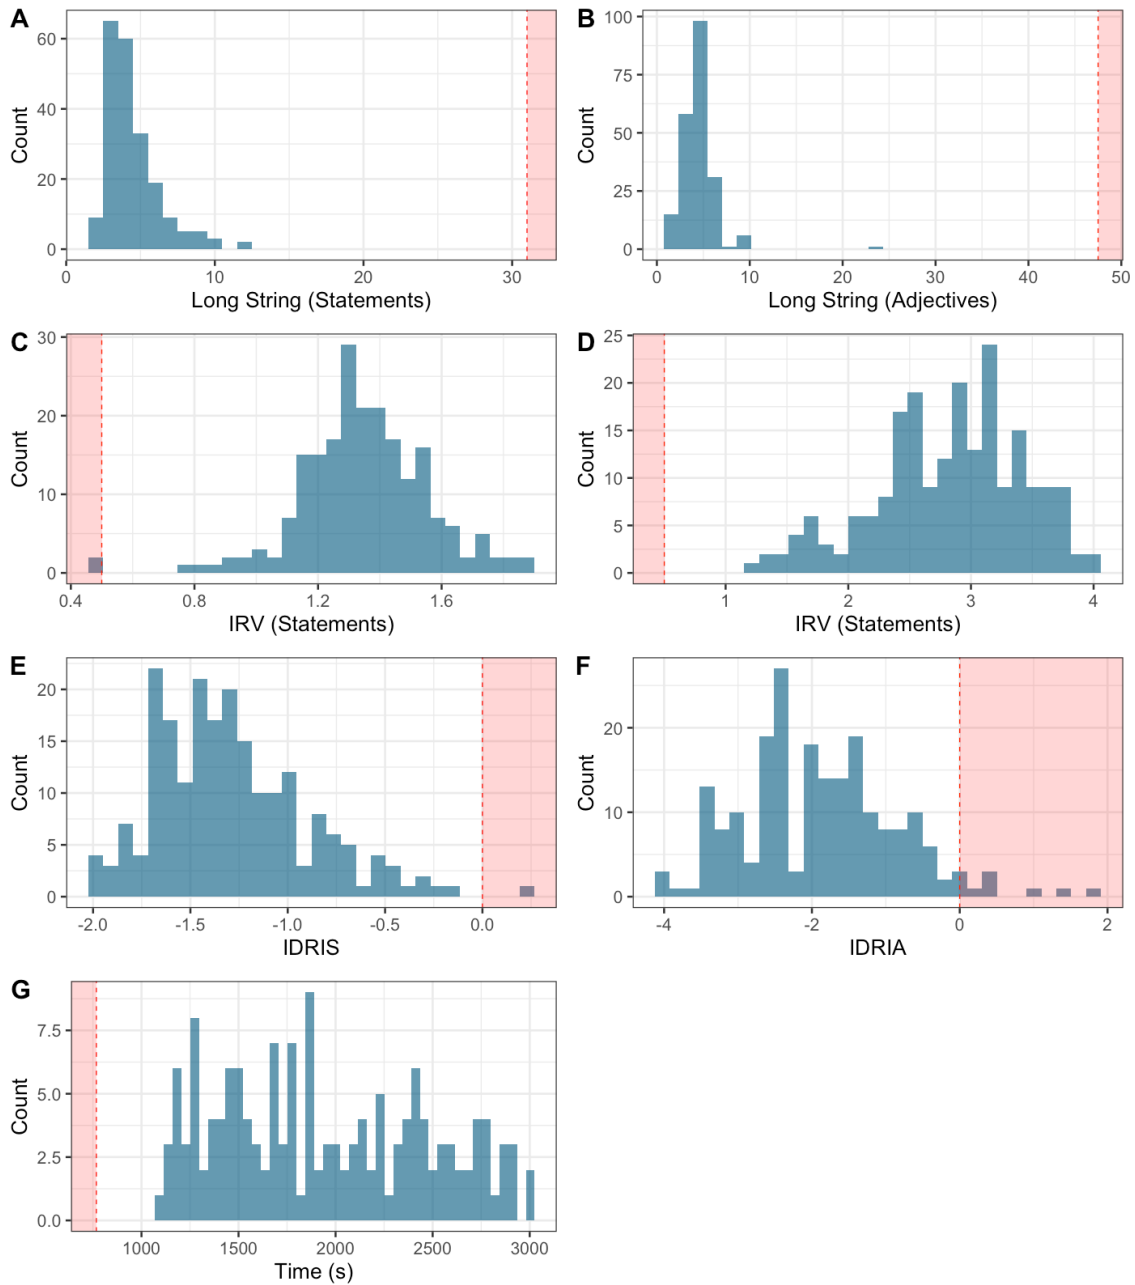 A
Count
60
40
20
0
0 10 20 30
Long String (Statements)
B
Count
100
75
50
25
0
0 10 20 30 40 50
Long String (Adjectives)
C
Count
30
20
10
0
0.4 0.8 1.2 1.6
IRV (Statements)
D
Count
25
20
15
10
5
0
1 2 3 4
IRV (Statements)
E
Count
20
15
10
5
0
-2.0 -1.5 -1.0 -0.5 0.0
IDRIS
F
Count
20
10
0
-4 -2 0 2
IDRIA
G
Count
7.5
5.0
2.5
0.0
1000 1500 2000 2500 3000
Time (s)